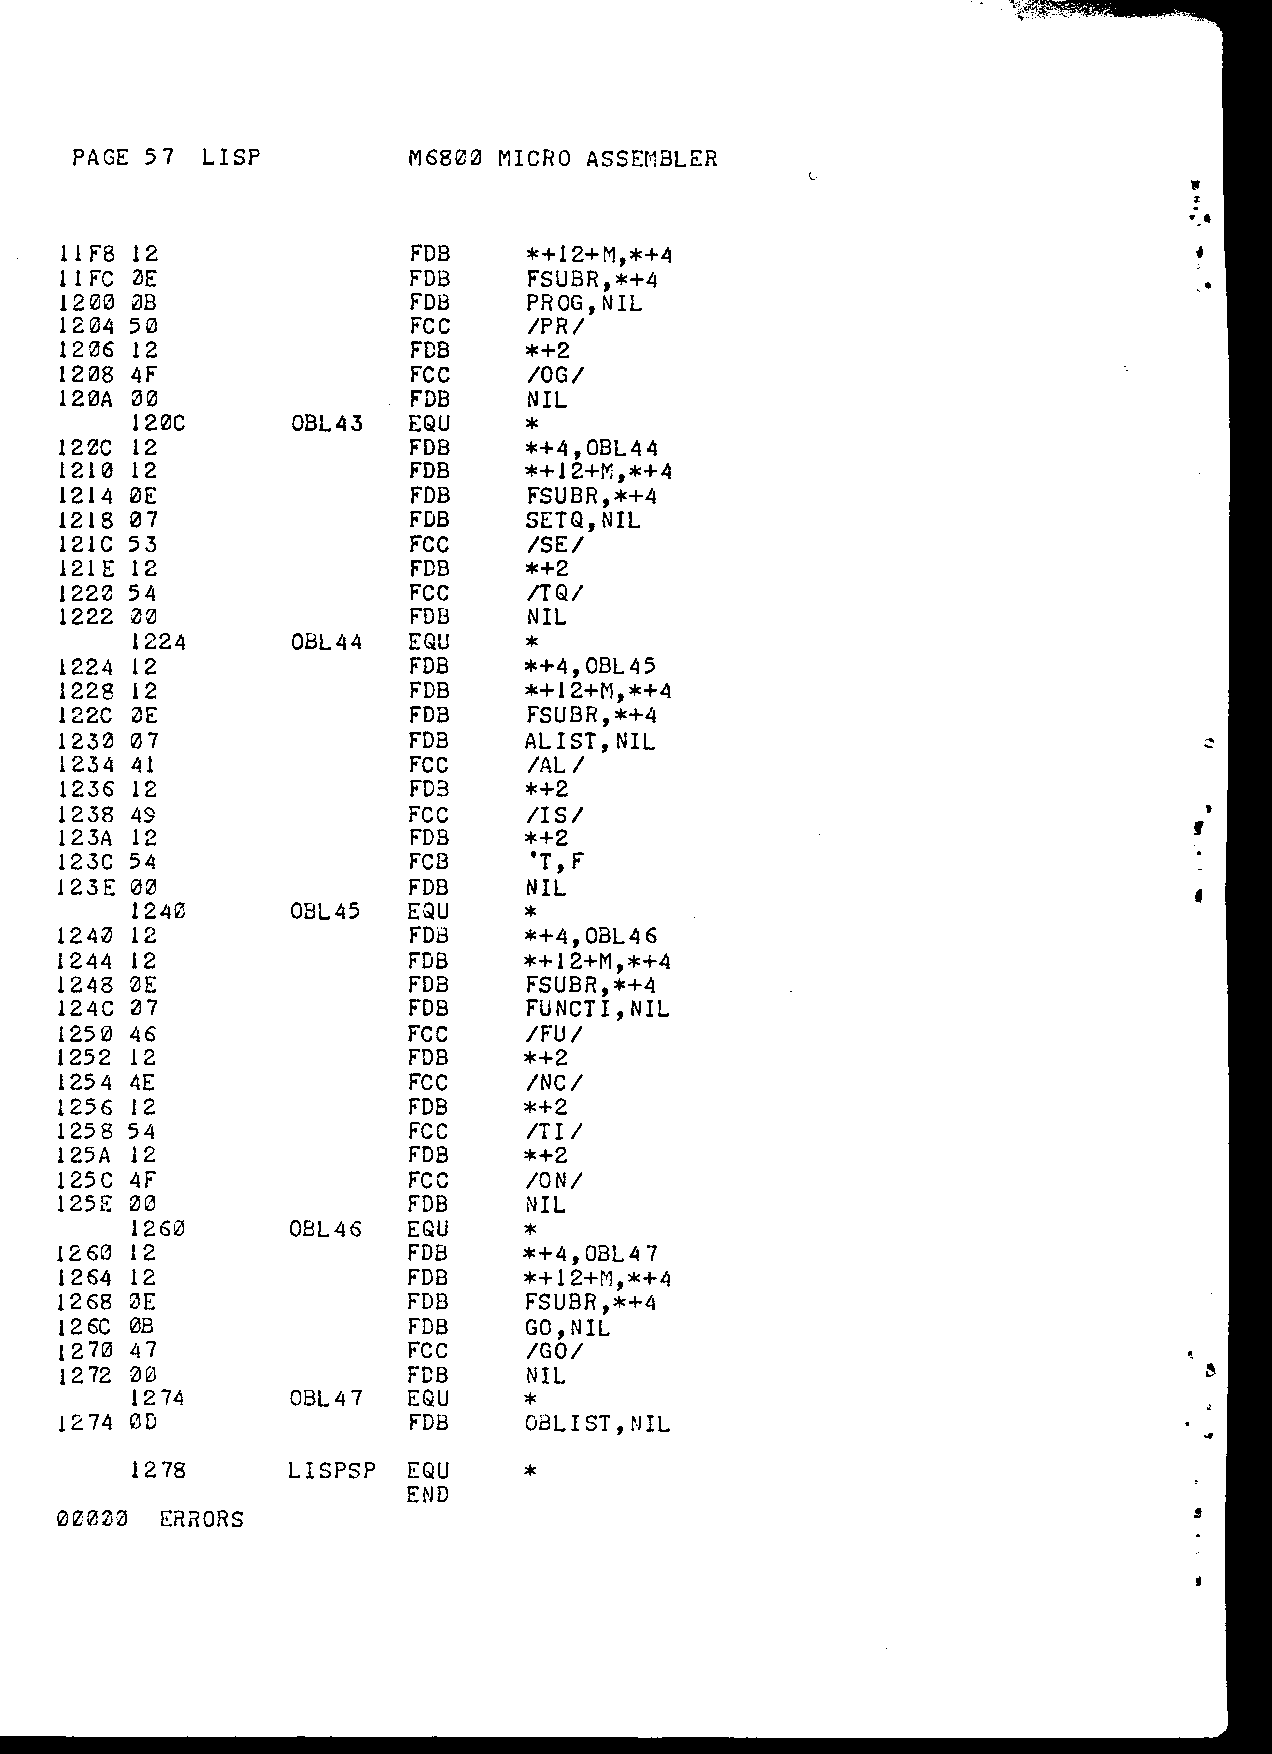 PAGE 57  LISP          M6800 MICRO ASSEMBLER
11F8 12                 FDB     *+12+M,*+4
11FC 0E                 FDB     FSUBR,*+4
1200 0B                 FDB     PROG,NIL
1204 50                 FCC     /PR/
1206 12                 FDB     *+2
1208 4F                 FCC     /OG/
120A 00                 FDB     NIL
     120C       OBL43   EQU     *
120C 12                 FDB     *+4,OBL44
1210 12                 FDB     *+12+M,*+4
1214 0E                 FDB     FSUBR,*+4
1218 07                 FDB     SETQ,NIL
121C 53                 FCC     /SE/
121E 12                 FDB     *+2
1220 54                 FCC     /TQ/
1222 00                 FDB     NIL
     1224       OBL44   EQU     *
1224 12                 FDB     *+4,OBL45
1228 12                 FDB     *+12+M,*+4
122C 0E                 FDB     FSUBR,*+4
1230 07                 FDB     ALIST,NIL
1234 41                 FCC     /AL/
1236 12                 FDB     *+2
1238 49                 FCC     /IS/
123A 12                 FDB     *+2
123C 54                 FCB     'T,F
123E 00                 FDB     NIL
     1240       OBL45   EQU     *
1240 12                 FDB     *+4,OBL46
1244 12                 FDB     *+12+M,*+4
1248 0E                 FDB     FSUBR,*+4
124C 07                 FDB     FUNCTI,NIL
1250 46                 FCC     /FU/
1252 12                 FDB     *+2
1254 4E                 FCC     /NC/
1256 12                 FDB     *+2
1258 54                 FCC     /TI/
125A 12                 FDB     *+2
125C 4F                 FCC     /ON/
125E 00                 FDB     NIL
     1260       OBL46   EQU     *
1260 12                 FDB     *+4,OBL47
1264 12                 FDB     *+12+M,*+4
1268 0E                 FDB     FSUBR,*+4
126C 0B                 FDB     GO,NIL
1270 47                 FCC     /GO/
1272 00                 FDB     NIL
     1274       OBL47   EQU     *
1274 0D                 FDB     OBLIST,NIL
     1278       LISPSP  EQU     *
                        END
00000  ERRORS